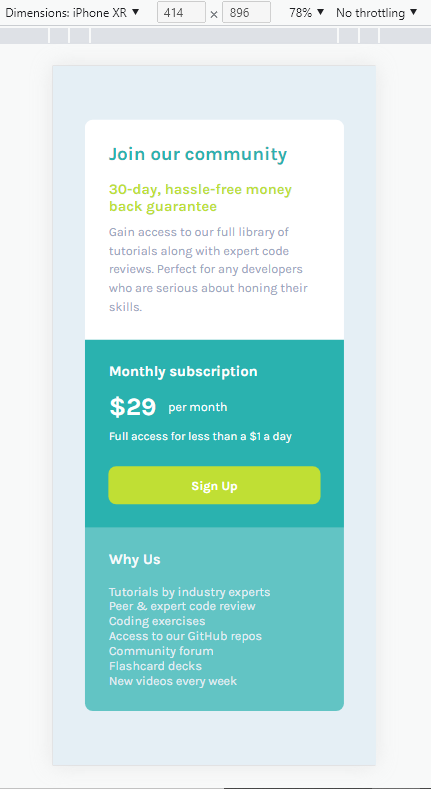 Dimensions: iPhone XR ▼ 414 × 896 78% ▼ No throttling ▼
Join our community
30-day, hassle-free money
back guarantee
Gain access to our full library of
tutorials along with expert code
reviews. Perfect for any developers
who are serious about honing their
skills.
Monthly subscription
$29 per month
Full access for less than a $1 a day
Sign Up
Why Us
Tutorials by industry experts
Peer & expert code review
Coding exercises
Access to our GitHub repos
Community forum
Flashcard decks
New videos every week